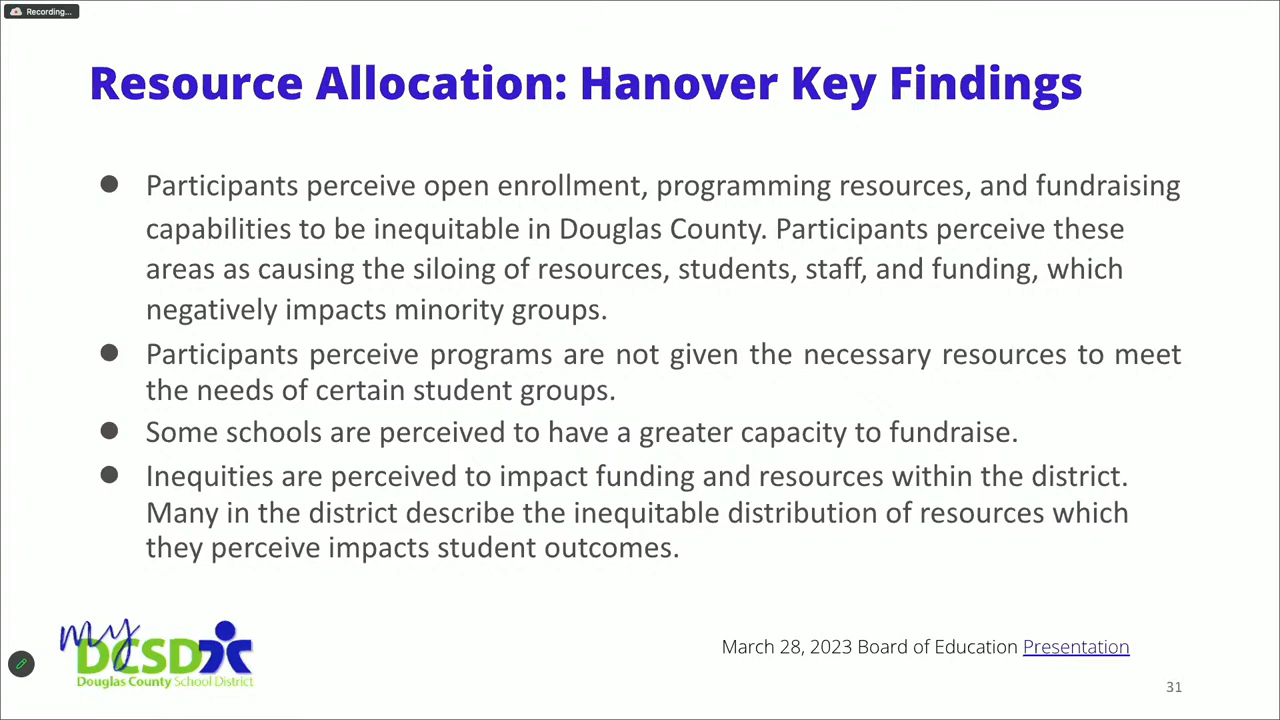 Recording...
Resource Allocation: Hanover Key Findings
● Participants perceive open enrollment, programming resources, and fundraising
capabilities to be inequitable in Douglas County. Participants perceive these
areas as causing the siloing of resources, students, staff, and funding, which
negatively impacts minority groups.
● Participants perceive programs are not given the necessary resources to meet
the needs of certain student groups.
● Some schools are perceived to have a greater capacity to fundraise.
● Inequities are perceived to impact funding and resources within the district.
Many in the district describe the inequitable distribution of resources which
they perceive impacts student outcomes.
my
DCSD
Douglas County School District
March 28, 2023 Board of Education Presentation
31